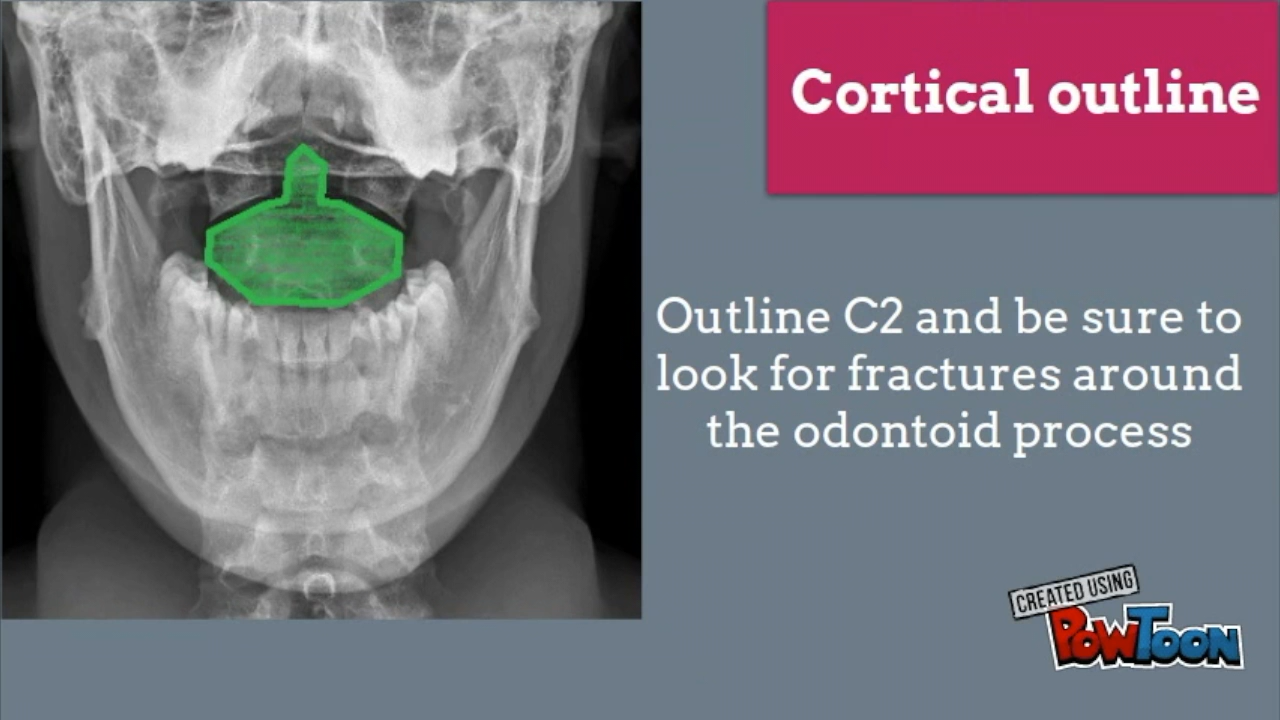 Cortical outline
Outline C2 and be sure to
look for fractures around
the odontoid process
CREATED USING
POWTOON